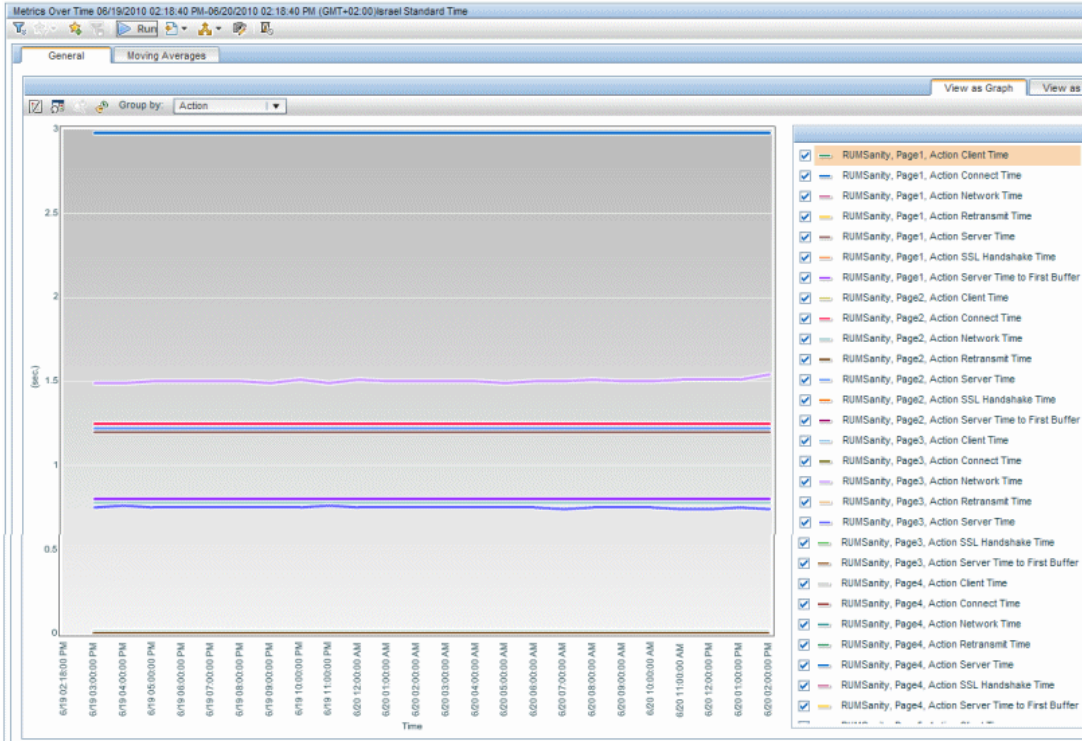 Metrics Over Time 06/19/2010 02:18:40 PM-06/20/2010 02:18:40 PM (GMT+02:00)Israel Standard Time
Run
General
Moving Averages
View as Graph
View as
Group by:
Action
3
2.5
2
1.5
1
0.5
0
(sec.)
6/19 02:18:00 PM
6/19 03:00:00 PM
6/19 04:00:00 PM
6/19 05:00:00 PM
6/19 06:00:00 PM
6/19 07:00:00 PM
6/19 08:00:00 PM
6/19 09:00:00 PM
6/19 10:00:00 PM
6/19 11:00:00 PM
6/20 12:00:00 AM
6/20 01:00:00 AM
6/20 02:00:00 AM
6/20 03:00:00 AM
6/20 04:00:00 AM
6/20 05:00:00 AM
6/20 06:00:00 AM
6/20 07:00:00 AM
6/20 08:00:00 AM
6/20 09:00:00 AM
6/20 10:00:00 AM
6/20 11:00:00 AM
6/20 12:00:00 PM
6/20 01:00:00 PM
6/20 02:00:00 PM
Time
RUMSanity, Page1, Action Client Time
RUMSanity, Page1, Action Connect Time
RUMSanity, Page1, Action Network Time
RUMSanity, Page1, Action Retransmit Time
RUMSanity, Page1, Action Server Time
RUMSanity, Page1, Action SSL Handshake Time
RUMSanity, Page1, Action Server Time to First Buffer
RUMSanity, Page2, Action Client Time
RUMSanity, Page2, Action Connect Time
RUMSanity, Page2, Action Network Time
RUMSanity, Page2, Action Retransmit Time
RUMSanity, Page2, Action Server Time
RUMSanity, Page2, Action SSL Handshake Time
RUMSanity, Page2, Action Server Time to First Buffer
RUMSanity, Page3, Action Client Time
RUMSanity, Page3, Action Connect Time
RUMSanity, Page3, Action Network Time
RUMSanity, Page3, Action Retransmit Time
RUMSanity, Page3, Action Server Time
RUMSanity, Page3, Action SSL Handshake Time
RUMSanity, Page3, Action Server Time to First Buffer
RUMSanity, Page4, Action Client Time
RUMSanity, Page4, Action Connect Time
RUMSanity, Page4, Action Network Time
RUMSanity, Page4, Action Retransmit Time
RUMSanity, Page4, Action Server Time
RUMSanity, Page4, Action SSL Handshake Time
RUMSanity, Page4, Action Server Time to First Buffer